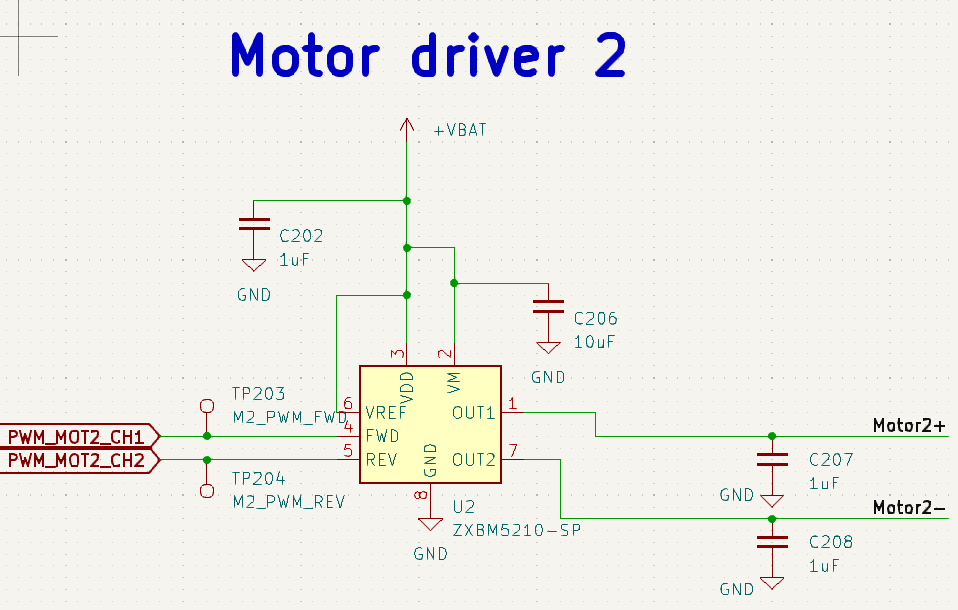 Motor driver 2
+VBAT
C202
1uF
GND
C206
10uF
GND
3
2
VDD
VM
TP203
M2_PWM_FWD
6
VREF
OUT1
1
PWM_MOT2_CH1
4
FWD
Motor2+
PWM_MOT2_CH2
5
REV
GND
OUT2
7
C207
1uF
GND
TP204
M2_PWM_REV
8
U2
ZXBM5210-SP
GND
Motor2-
C208
1uF
GND